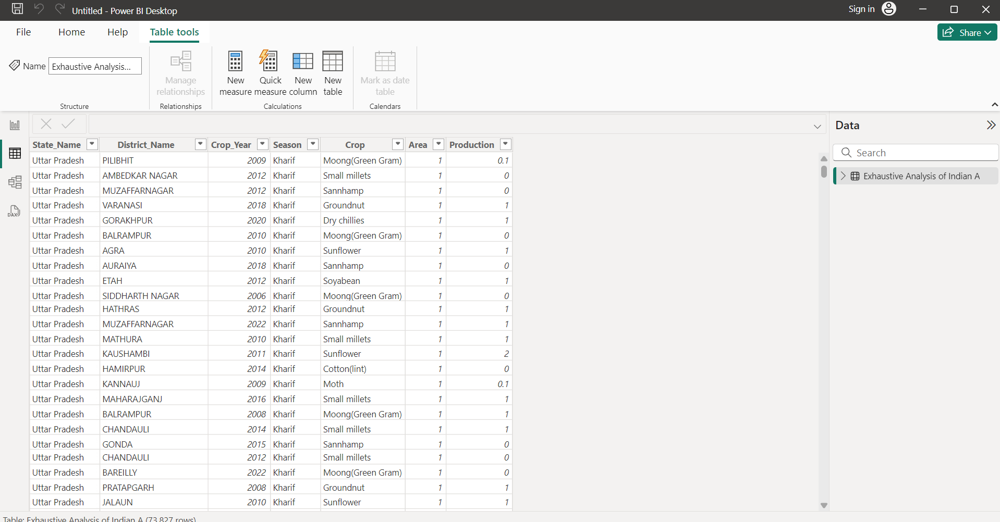 Untitled - Power BI Desktop Sign in
File Home Help Table tools Share
Name Exhaustive Analysis...
Manage relationships
New measure
Quick measure
New column
New table
Mark as date table
Structure Relationships Calculations Calendars
DAX
Data
Search
Exhaustive Analysis of Indian A
State_Name District_Name Crop_Year Season Crop Area Production
Uttar Pradesh PILIBHIT 2009 Kharif Moong(Green Gram) 1 0.1
Uttar Pradesh AMBEDKAR NAGAR 2012 Kharif Small millets 1 0
Uttar Pradesh MUZAFFARNAGAR 2012 Kharif Sannhamp 1 0
Uttar Pradesh VARANASI 2018 Kharif Groundnut 1 1
Uttar Pradesh GORAKHPUR 2020 Kharif Dry chillies 1 1
Uttar Pradesh BALRAMPUR 2010 Kharif Moong(Green Gram) 1 0
Uttar Pradesh AGRA 2010 Kharif Sunflower 1 1
Uttar Pradesh AURAIYA 2018 Kharif Sannhamp 1 0
Uttar Pradesh ETAH 2012 Kharif Soyabean 1 1
Uttar Pradesh SIDDHARTH NAGAR 2006 Kharif Moong(Green Gram) 1 0
Uttar Pradesh HATHRAS 2012 Kharif Groundnut 1 1
Uttar Pradesh MUZAFFARNAGAR 2022 Kharif Sannhamp 1 1
Uttar Pradesh MATHURA 2010 Kharif Small millets 1 1
Uttar Pradesh KAUSHAMBI 2011 Kharif Sunflower 1 2
Uttar Pradesh HAMIRPUR 2014 Kharif Cotton(lint) 1 0
Uttar Pradesh KANNAUJ 2009 Kharif Moth 1 0.1
Uttar Pradesh MAHARAJGANJ 2016 Kharif Small millets 1 1
Uttar Pradesh BALRAMPUR 2008 Kharif Moong(Green Gram) 1 1
Uttar Pradesh CHANDAULI 2014 Kharif Small millets 1 1
Uttar Pradesh GONDA 2015 Kharif Sannhamp 1 0
Uttar Pradesh CHANDAULI 2012 Kharif Small millets 1 0
Uttar Pradesh BAREILLY 2022 Kharif Moong(Green Gram) 1 0
Uttar Pradesh PRATAPGARH 2008 Kharif Groundnut 1 1
Uttar Pradesh JALAUN 2010 Kharif Sunflower 1 1
Table: Exhaustive Analysis of Indian A (73,827 rows)